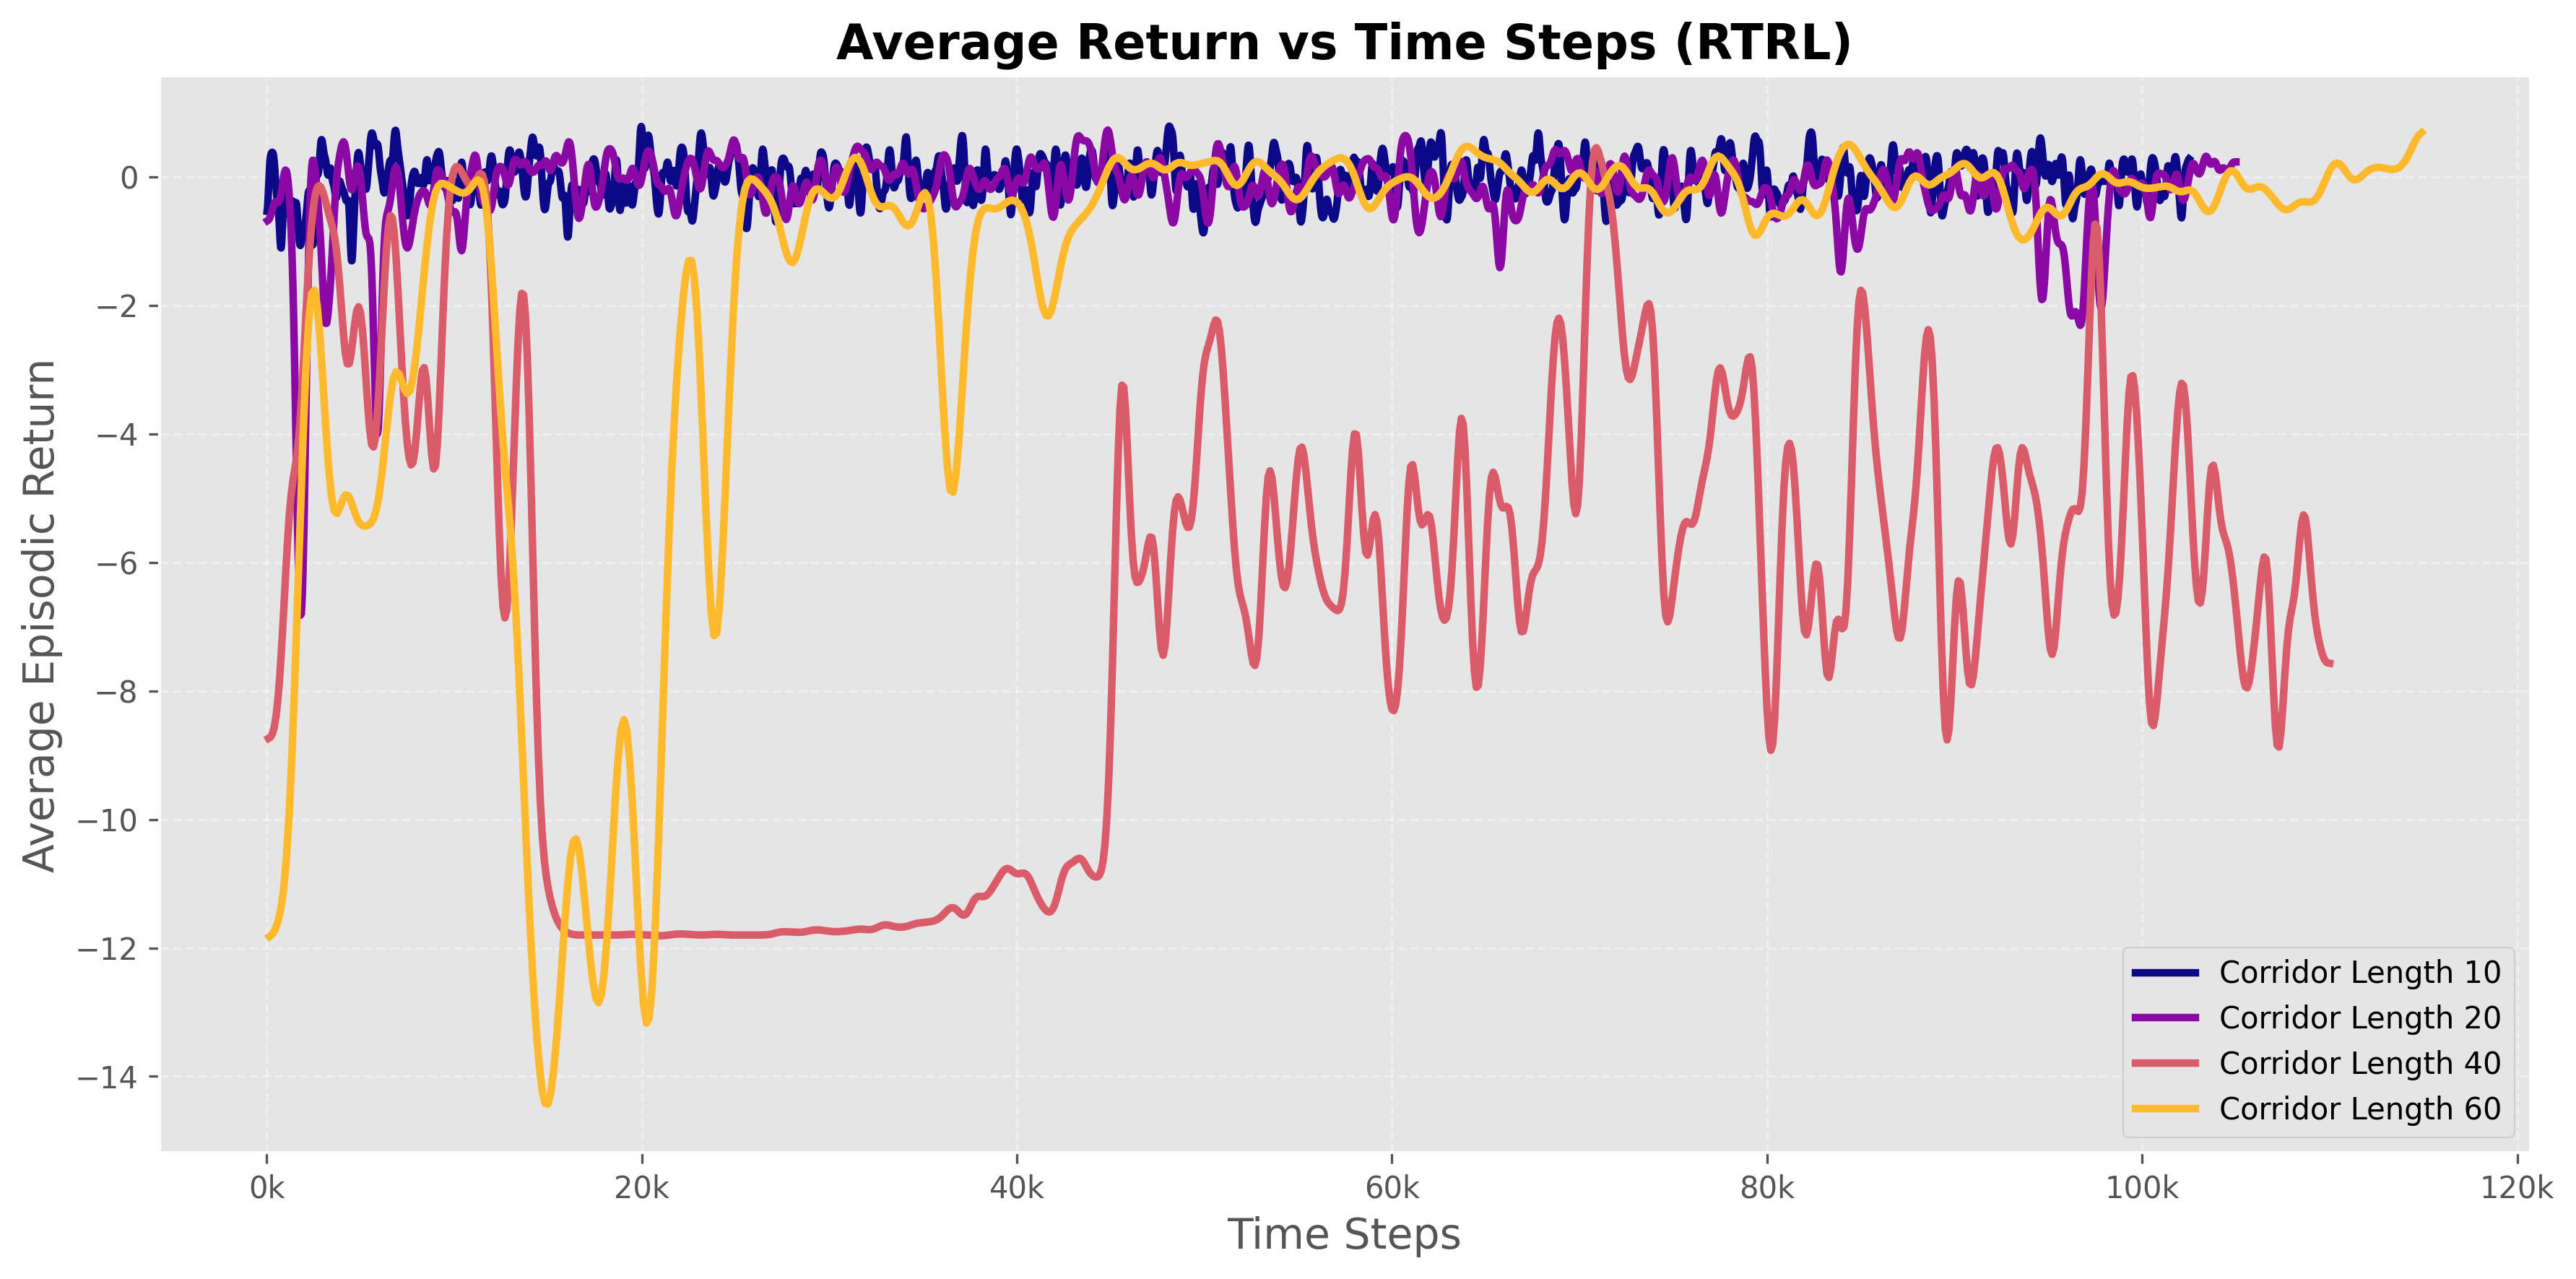 Average Return vs Time Steps (RTRL)
Average Episodic Return
0
−2
−4
−6
−8
−10
−12
−14
0k
20k
40k
60k
80k
100k
120k
Time Steps
Corridor Length 10
Corridor Length 20
Corridor Length 40
Corridor Length 60